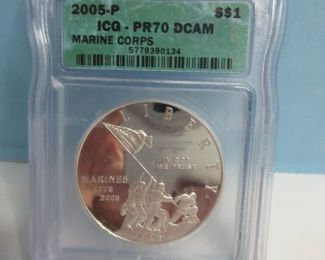 2005-P S$1
ICG - PR70 DCAM
MARINE CORPS
5779390134
LIBERTY
IN GOD
WE TRUST
MARINES
1775
2005